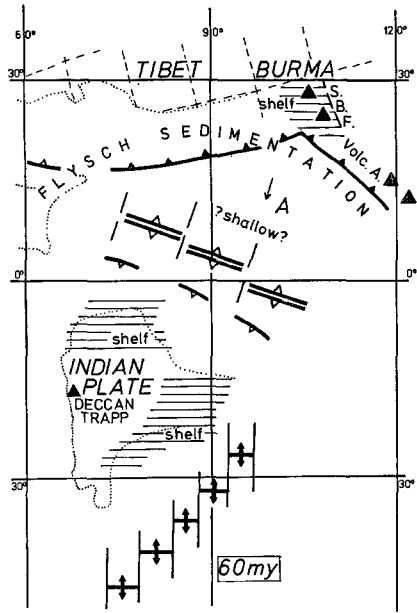 60° 90° 120°
30°
TIBET BURMA
S.
shelf
B.
F.
Volc. A.
FLYSCH SEDIMENTATION
A
?shallow?
0° 0°
shelf
INDIAN
PLATE
DECCAN
TRAPP
shelf
30° 30°
60my